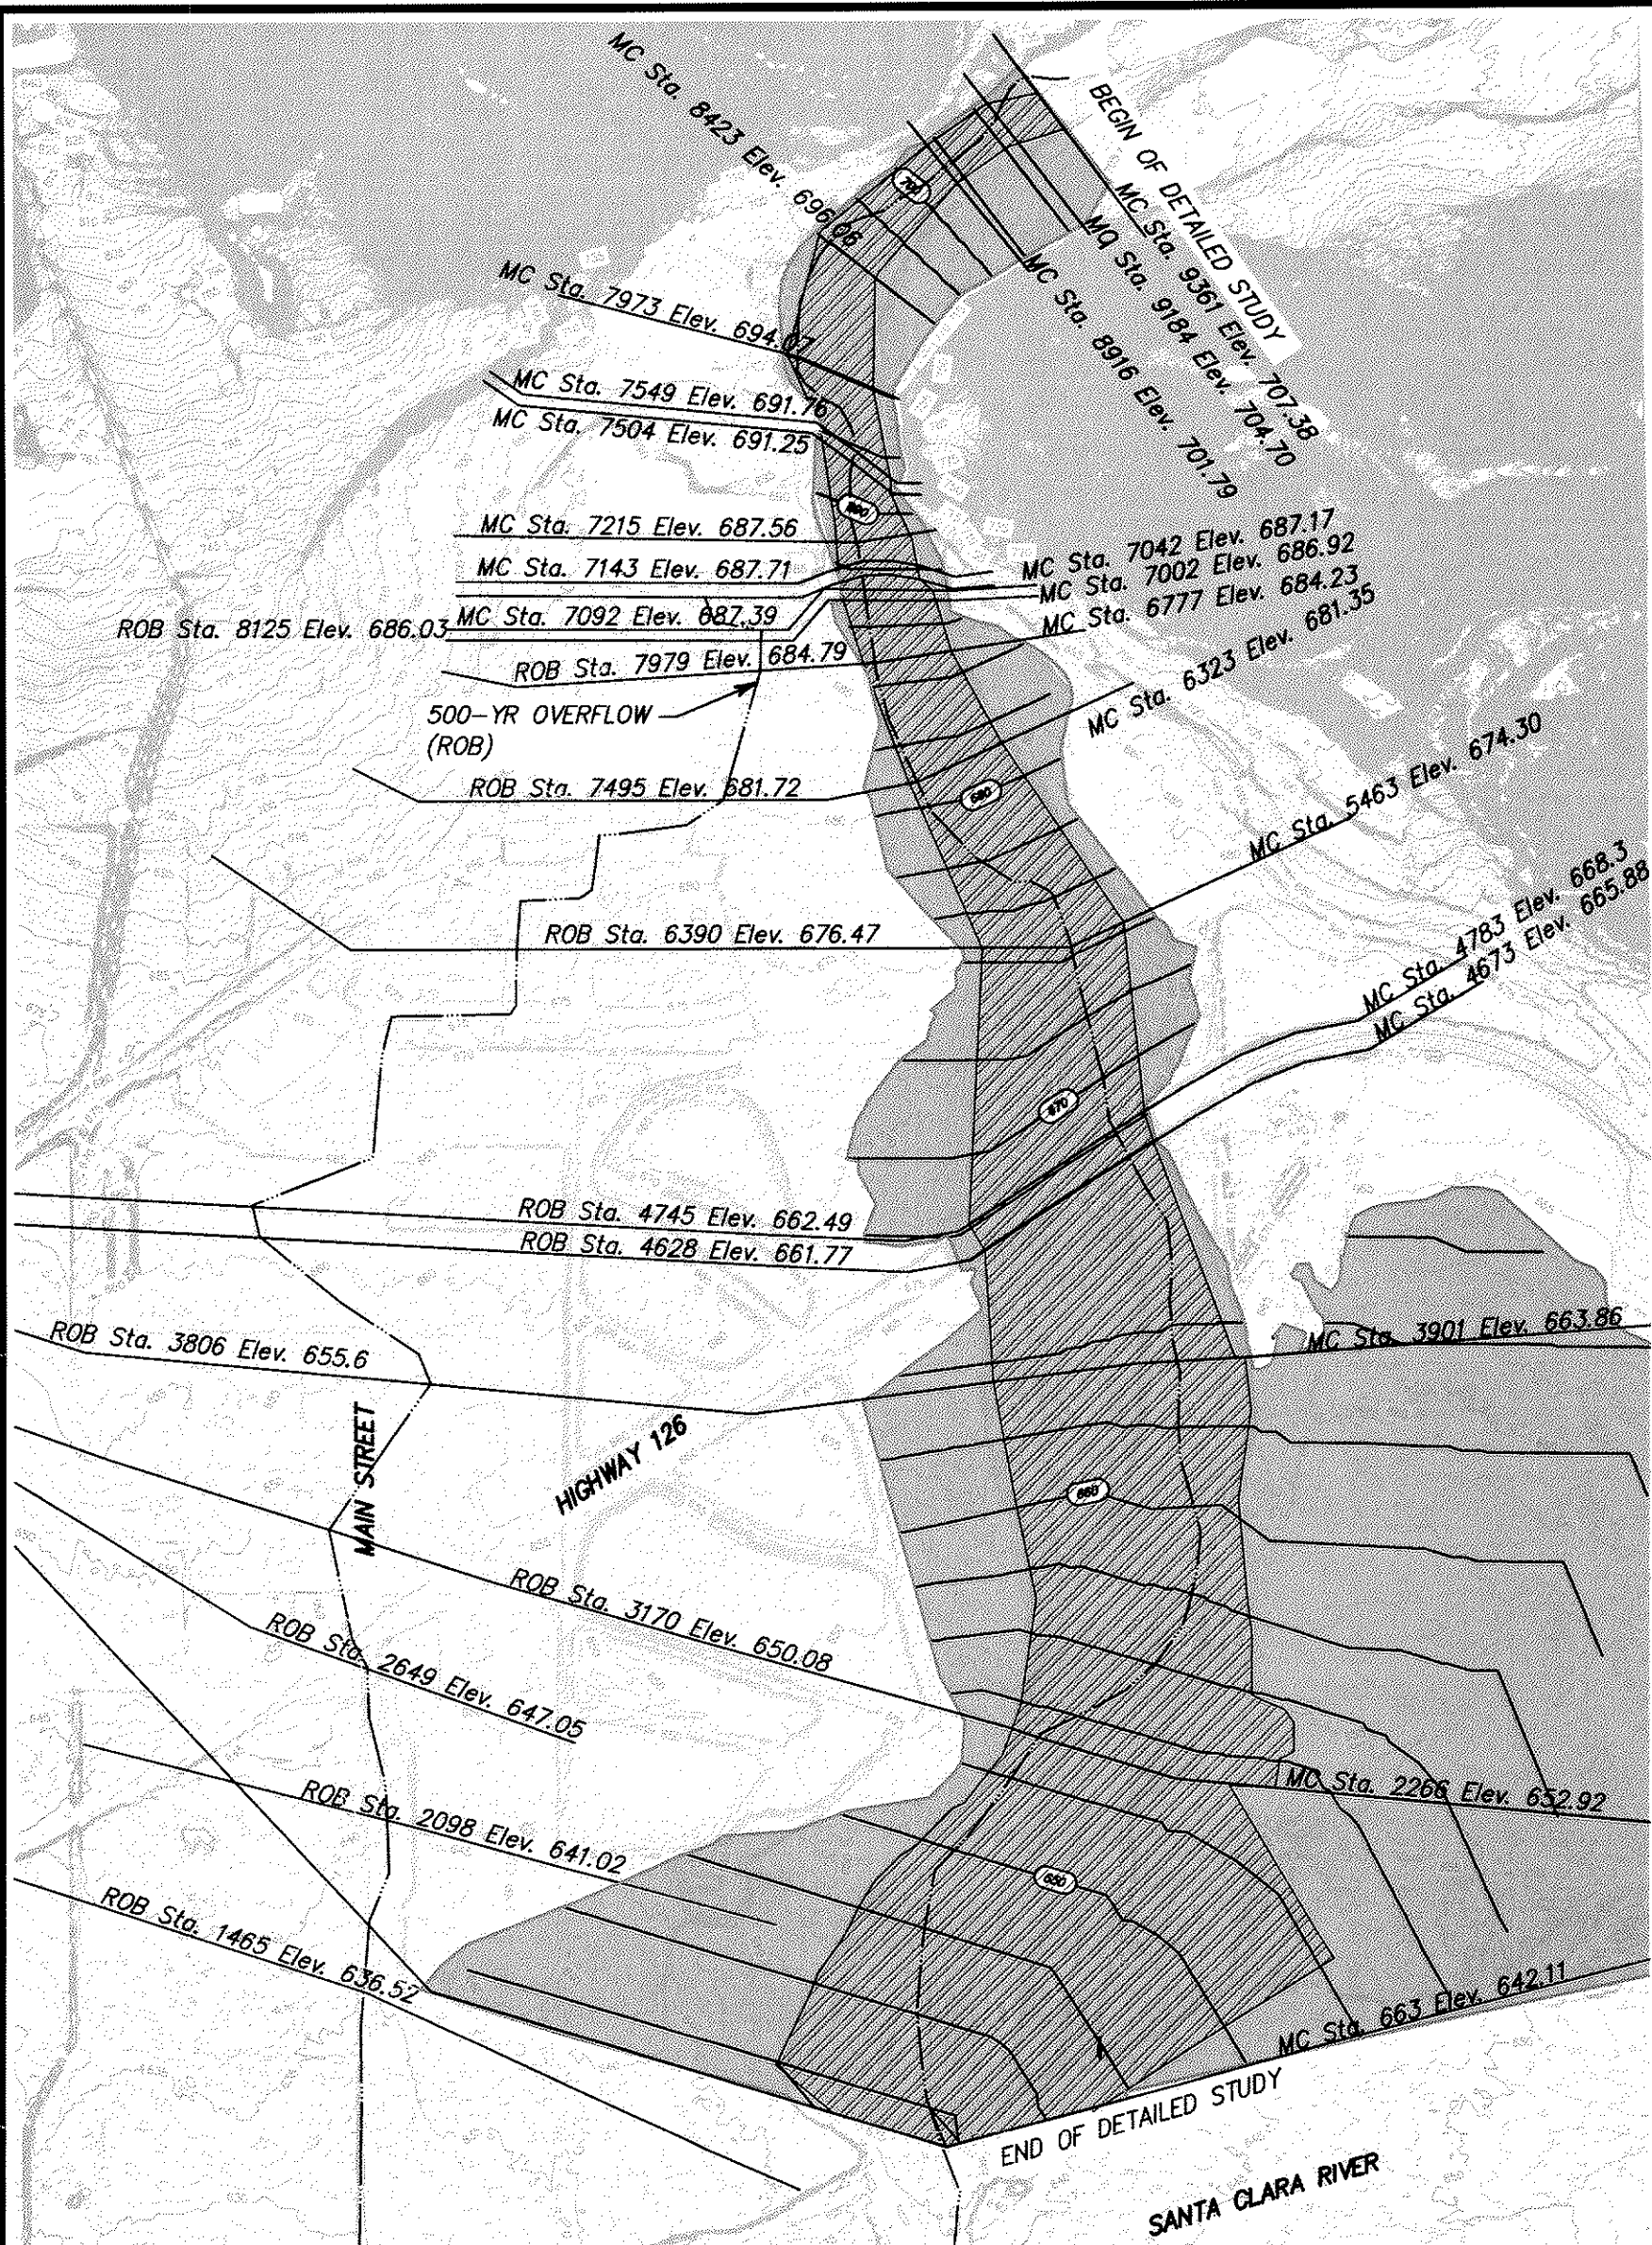 MC Sta. 8423 Elev. 696.06
BEGIN OF DETAILED STUDY
MC Sta. 9361 Elev. 707.38
MC Sta. 9184 Elev. 704.70
MC Sta. 8916 Elev. 701.79
MC Sta. 7973 Elev. 694.07
MC Sta. 7549 Elev. 691.76
MC Sta. 7504 Elev. 691.25
690
MC Sta. 7215 Elev. 687.56
MC Sta. 7042 Elev. 687.17
MC Sta. 7143 Elev. 687.71
MC Sta. 7002 Elev. 686.92
MC Sta. 7092 Elev. 687.39
MC Sta. 6777 Elev. 684.23
ROB Sta. 8125 Elev. 686.03
ROB Sta. 7979 Elev. 684.79
MC Sta. 6323 Elev. 681.35
500-YR OVERFLOW
(ROB)
ROB Sta. 7495 Elev. 681.72
680
MC Sta. 5463 Elev. 674.30
ROB Sta. 6390 Elev. 676.47
MC Sta. 4783 Elev. 668.3
MC Sta. 4673 Elev. 665.88
670
ROB Sta. 4745 Elev. 662.49
ROB Sta. 4628 Elev. 661.77
MC Sta. 3901 Elev. 663.86
ROB Sta. 3806 Elev. 655.6
MAIN STREET
HIGHWAY 126
660
ROB Sta. 3170 Elev. 650.08
ROB Sta. 2649 Elev. 647.05
MC Sta. 2266 Elev. 652.92
ROB Sta. 2098 Elev. 641.02
650
ROB Sta. 1465 Elev. 636.52
MC Sta. 663 Elev. 642.11
END OF DETAILED STUDY
SANTA CLARA RIVER